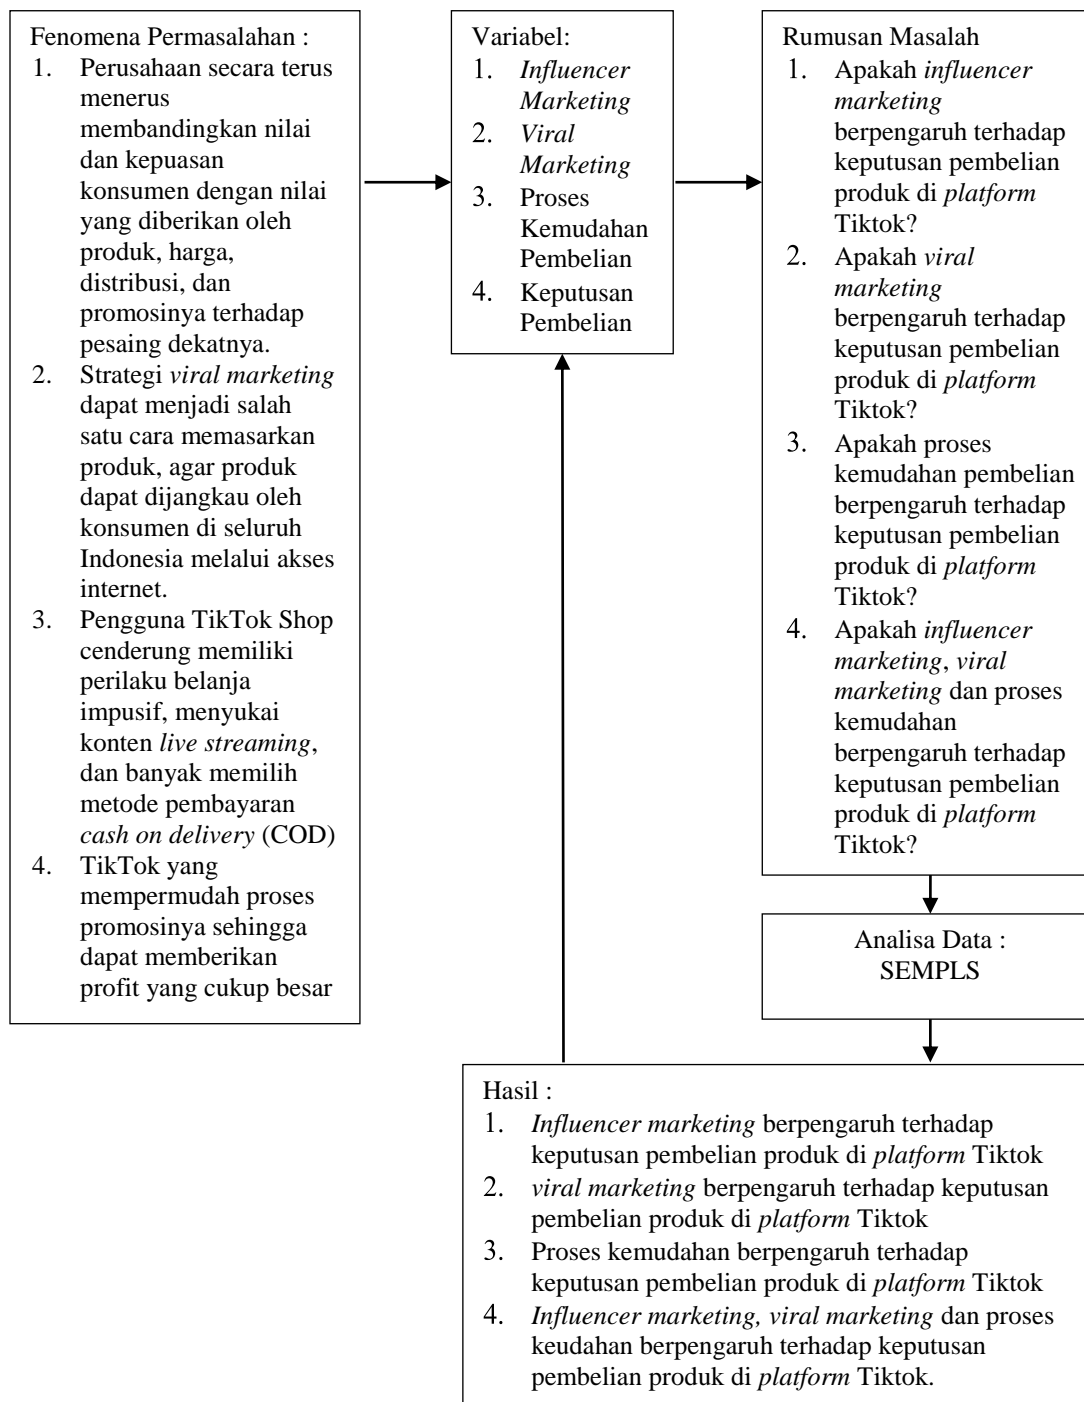 Fenomena Permasalahan :
1. Perusahaan secara terus
menerus
membandingkan nilai
dan kepuasan
konsumen dengan nilai
yang diberikan oleh
produk, harga,
distribusi, dan
promosinya terhadap
pesaing dekatnya.
2. Strategi viral marketing
dapat menjadi salah
satu cara memasarkan
produk, agar produk
dapat dijangkau oleh
konsumen di seluruh
Indonesia melalui akses
internet.
3. Pengguna TikTok Shop
cenderung memiliki
perilaku belanja
impusif, menyukai
konten live streaming,
dan banyak memilih
metode pembayaran
cash on delivery (COD)
4. TikTok yang
mempermudah proses
promosinya sehingga
dapat memberikan
profit yang cukup besar
Variabel:
1. Influencer
Marketing
2. Viral
Marketing
3. Proses
Kemudahan
Pembelian
4. Keputusan
Pembelian
Rumusan Masalah
1. Apakah influencer
marketing
berpengaruh terhadap
keputusan pembelian
produk di platform
Tiktok?
2. Apakah viral
marketing
berpengaruh terhadap
keputusan pembelian
produk di platform
Tiktok?
3. Apakah proses
kemudahan pembelian
berpengaruh terhadap
keputusan pembelian
produk di platform
Tiktok?
4. Apakah influencer
marketing, viral
marketing dan proses
kemudahan
berpengaruh terhadap
keputusan pembelian
produk di platform
Tiktok?
Analisa Data :
SEMPLS
Hasil :
1. Influencer marketing berpengaruh terhadap
keputusan pembelian produk di platform Tiktok
2. viral marketing berpengaruh terhadap keputusan
pembelian produk di platform Tiktok
3. Proses kemudahan berpengaruh terhadap
keputusan pembelian produk di platform Tiktok
4. Influencer marketing, viral marketing dan proses
keudahan berpengaruh terhadap keputusan
pembelian produk di platform Tiktok.